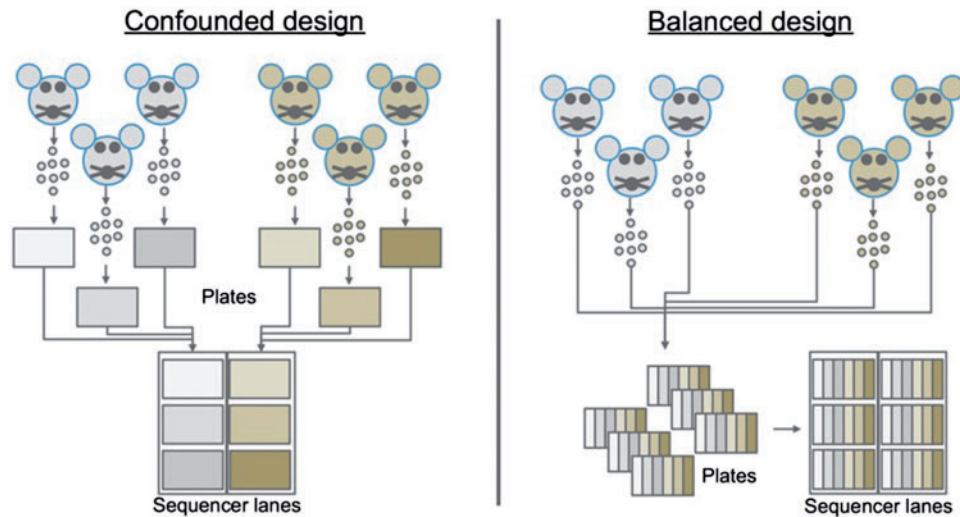 Confounded design
Balanced design
Plates
Sequencer lanes
Plates
Sequencer lanes